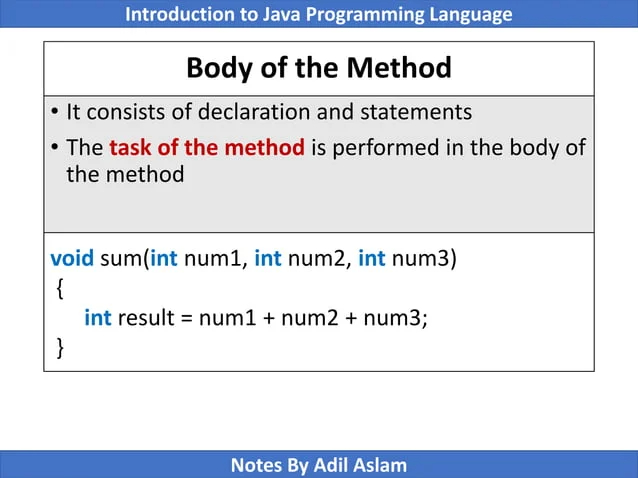 Introduction to Java Programming Language
Body of the Method
• It consists of declaration and statements
• The task of the method is performed in the body of
the method
void sum(int num1, int num2, int num3)
{
int result = num1 + num2 + num3;
}
Notes By Adil Aslam